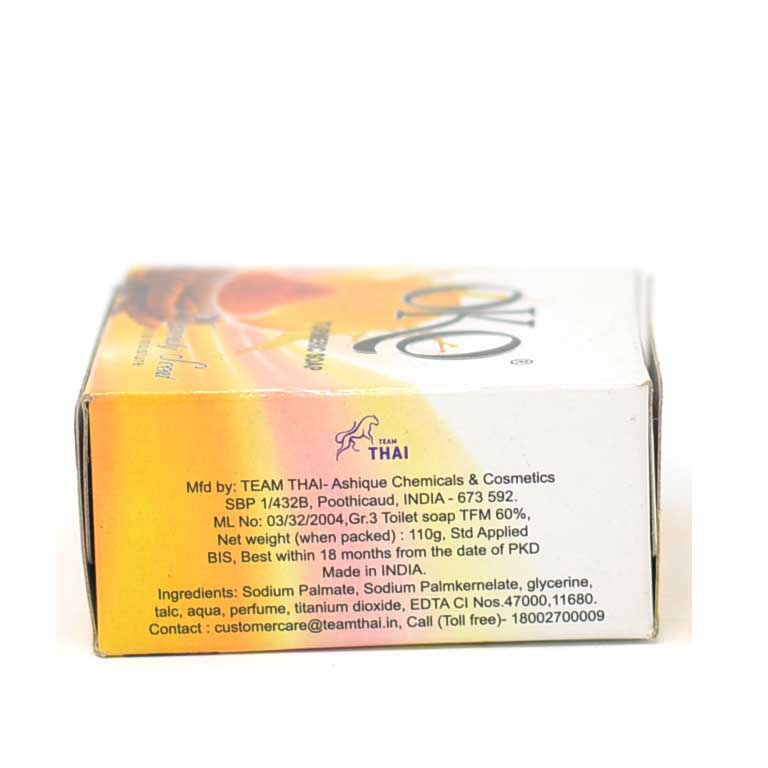 OKO
®
TURMERIC SOAP
TEAM
THAI
Mfd by: TEAM THAI- Ashique Chemicals & Cosmetics
SBP 1/432B, Poothicaud, INDIA - 673 592.
ML No: 03/32/2004,Gr.3 Toilet soap TFM 60%,
Net weight (when packed) : 110g, Std Applied
BIS, Best within 18 months from the date of PKD
Made in INDIA.
Ingredients: Sodium Palmate, Sodium Palmkernelate, glycerine,
talc, aqua, perfume, titanium dioxide, EDTA CI Nos.47000,11680.
Contact : customercare@teamthai.in, Call (Toll free)- 18002700009